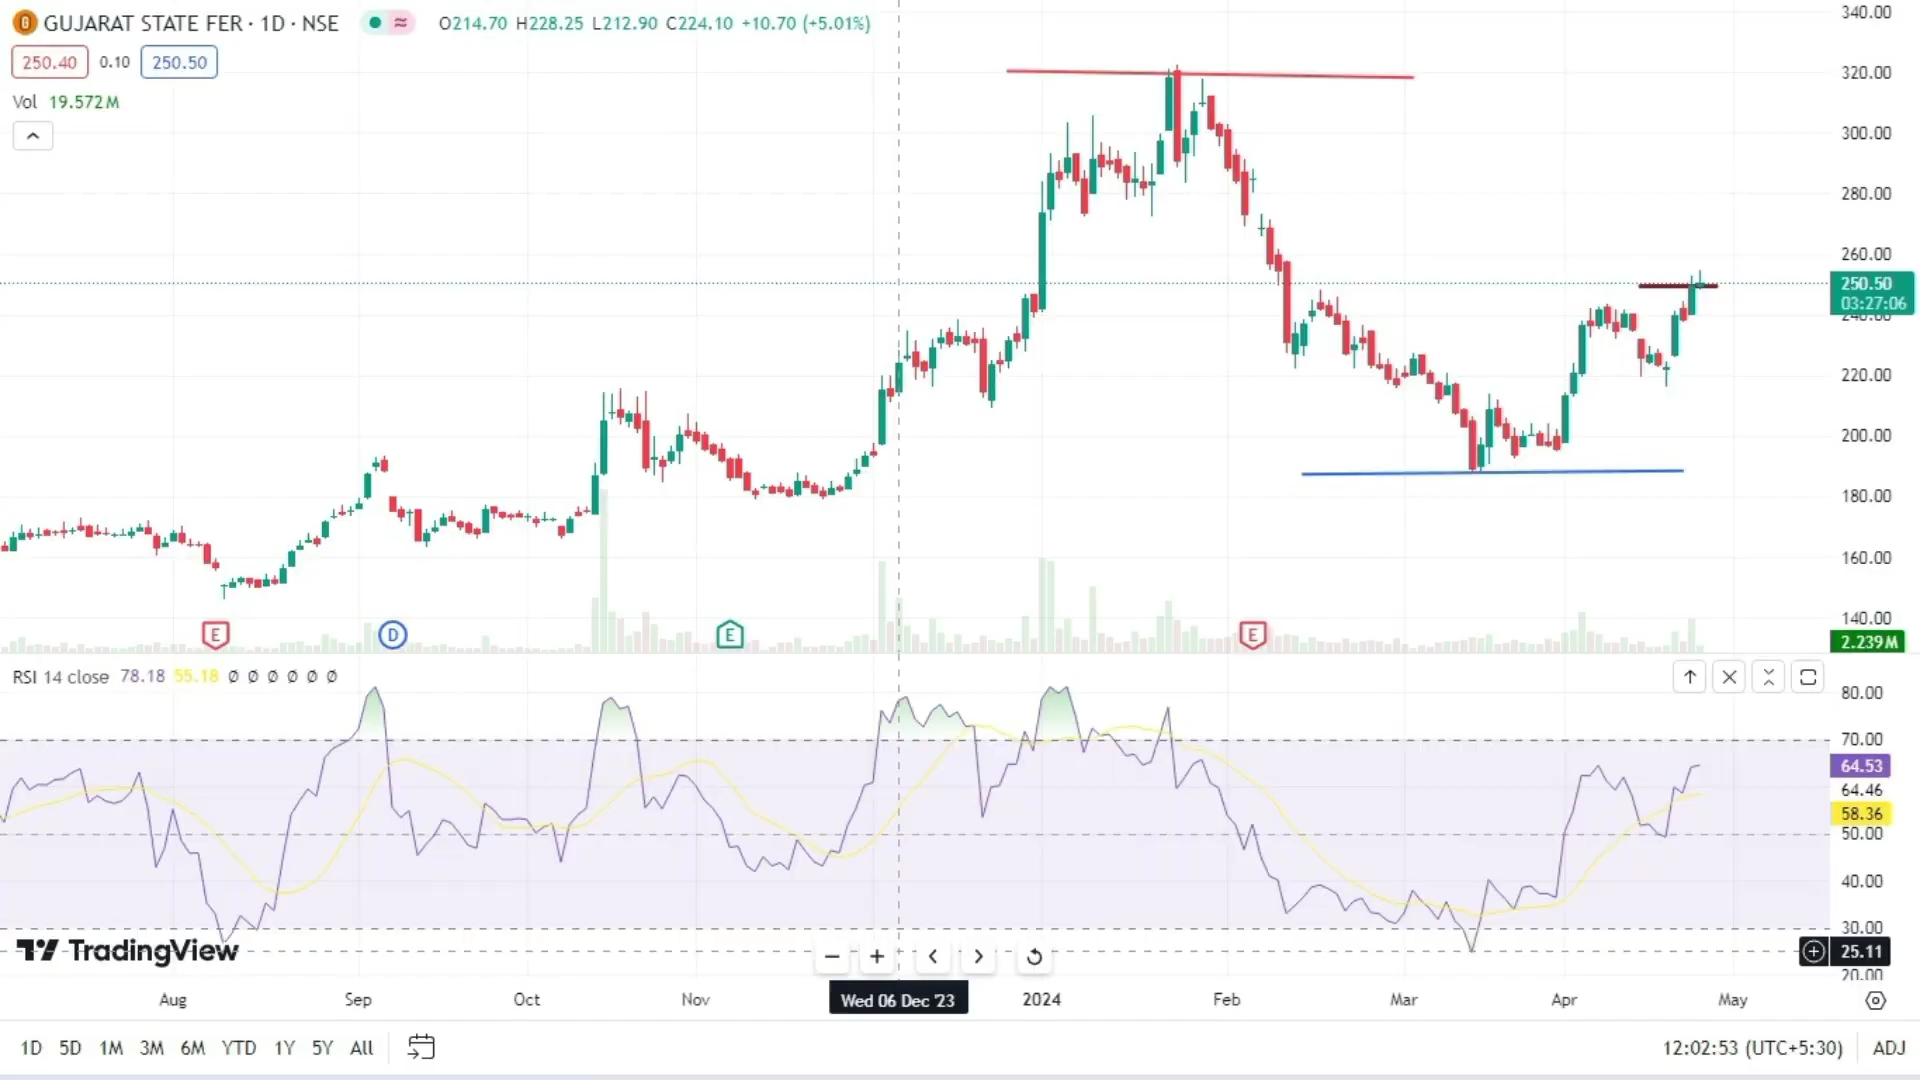 GUJARAT STATE FER · 1D · NSE O214.70 H228.25 L212.90 C224.10 +10.70 (+5.01%)
250.40 0.10 250.50
Vol 19.572M
340.00
320.00
300.00
280.00
260.00
250.50
03:27:06
240.00
220.00
200.00
180.00
160.00
140.00
2.239M
E D E E
RSI 14 close 78.18 55.18 Ø Ø Ø Ø Ø Ø
80.00
70.00
64.53
64.46
58.36
50.00
40.00
30.00
25.11
20.00
TradingView
Aug Sep Oct Nov Wed 06 Dec '23 2024 Feb Mar Apr May
1D 5D 1M 3M 6M YTD 1Y 5Y All 12:02:53 (UTC+5:30) ADJ